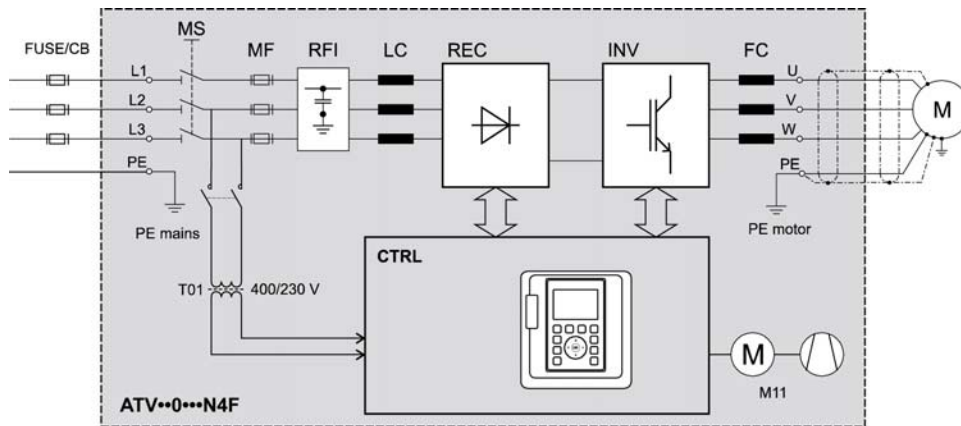 MS
FUSE/CB
MF
RFI
LC
REC
INV
FC
L1
U
L2
V
M
L3
W
PE
PE
PE mains
PE motor
CTRL
T01
400/230 V
M
M11
ATV••0•••N4F